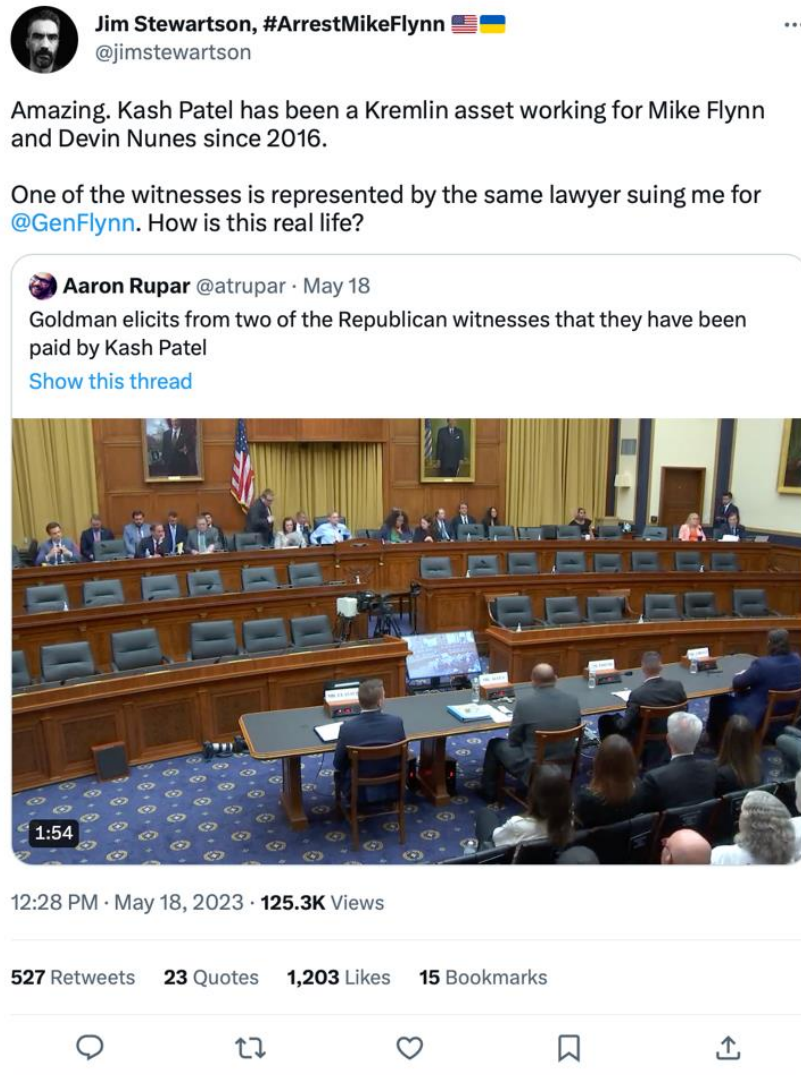 Jim Stewartson, #ArrestMikeFlynn 🇺🇸🇺🇦
@jimstewartson
Amazing. Kash Patel has been a Kremlin asset working for Mike Flynn
and Devin Nunes since 2016.
One of the witnesses is represented by the same lawyer suing me for
@GenFlynn. How is this real life?
Aaron Rupar @atrupar · May 18
Goldman elicits from two of the Republican witnesses that they have been
paid by Kash Patel
Show this thread
1:54
12:28 PM · May 18, 2023 · 125.3K Views
527 Retweets 23 Quotes 1,203 Likes 15 Bookmarks